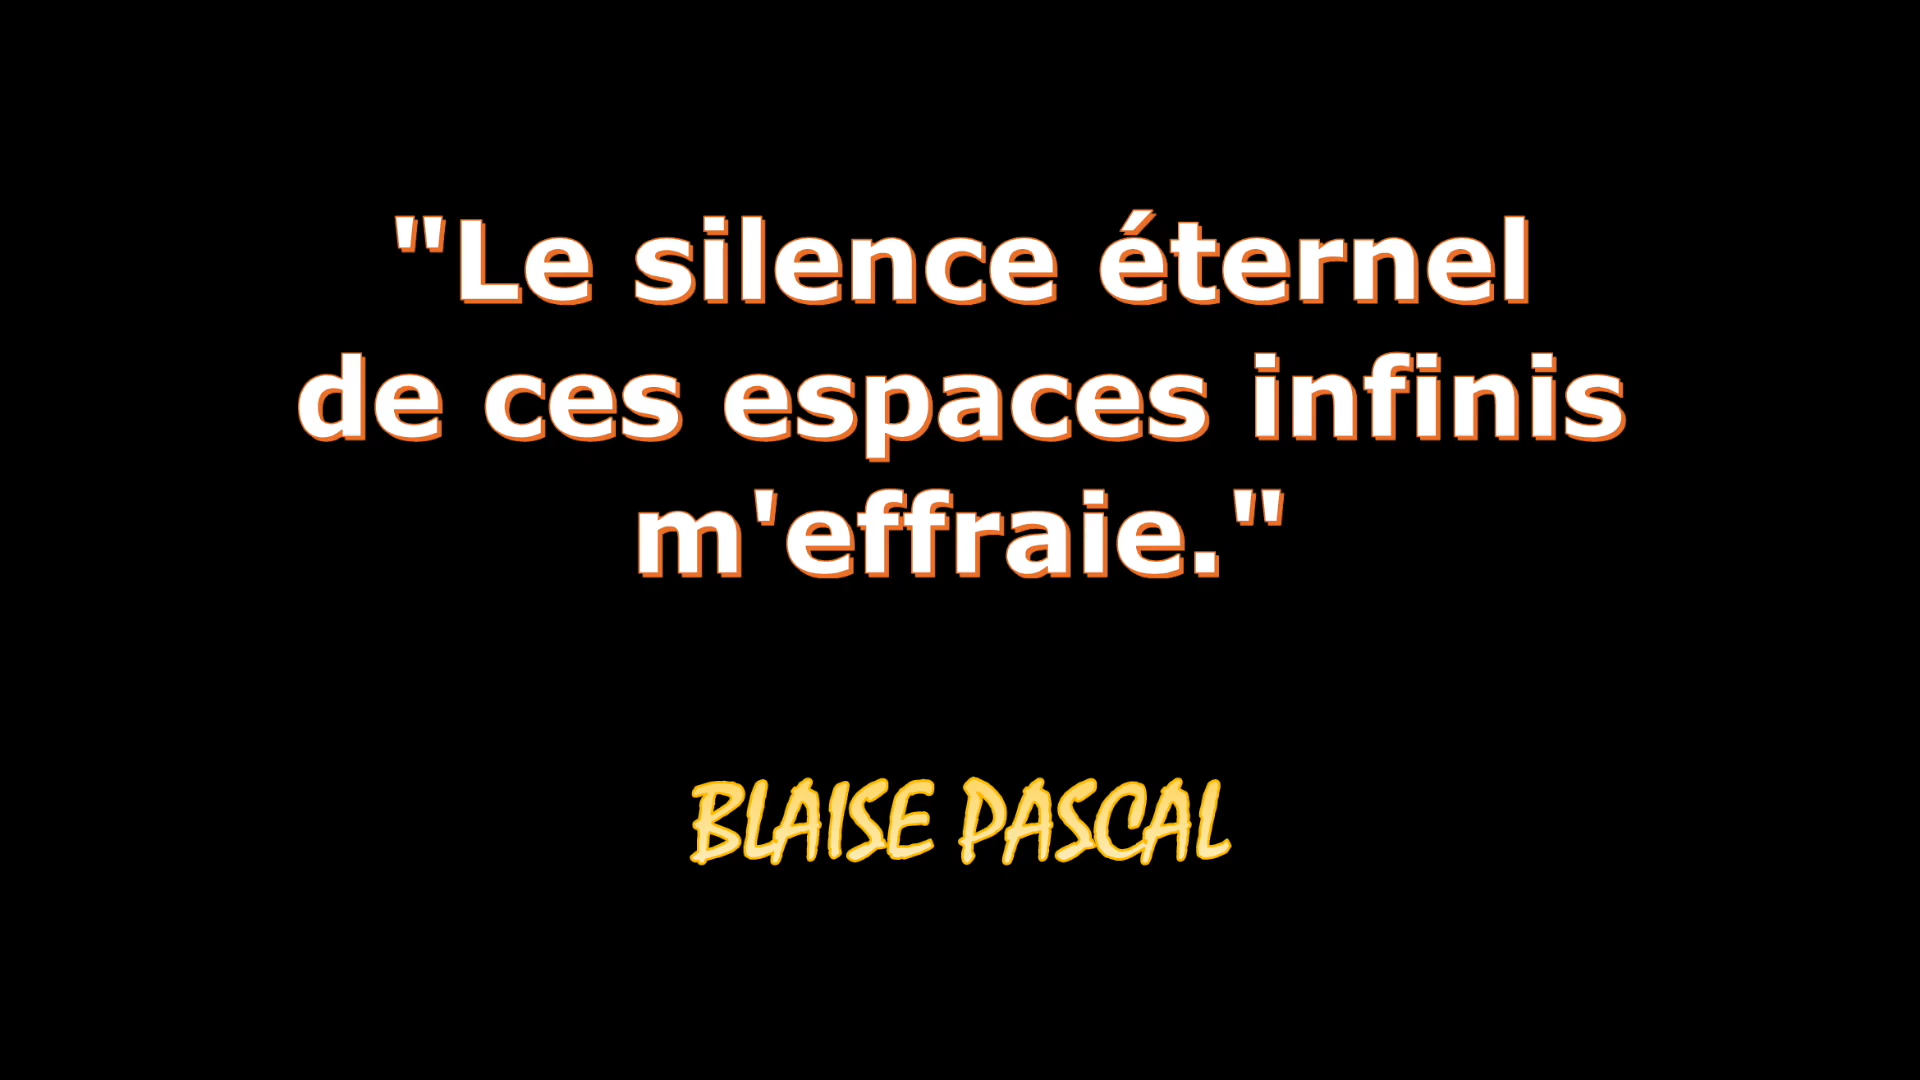 "Le silence éternel
de ces espaces infinis
m'effraie."
BLAISE PASCAL